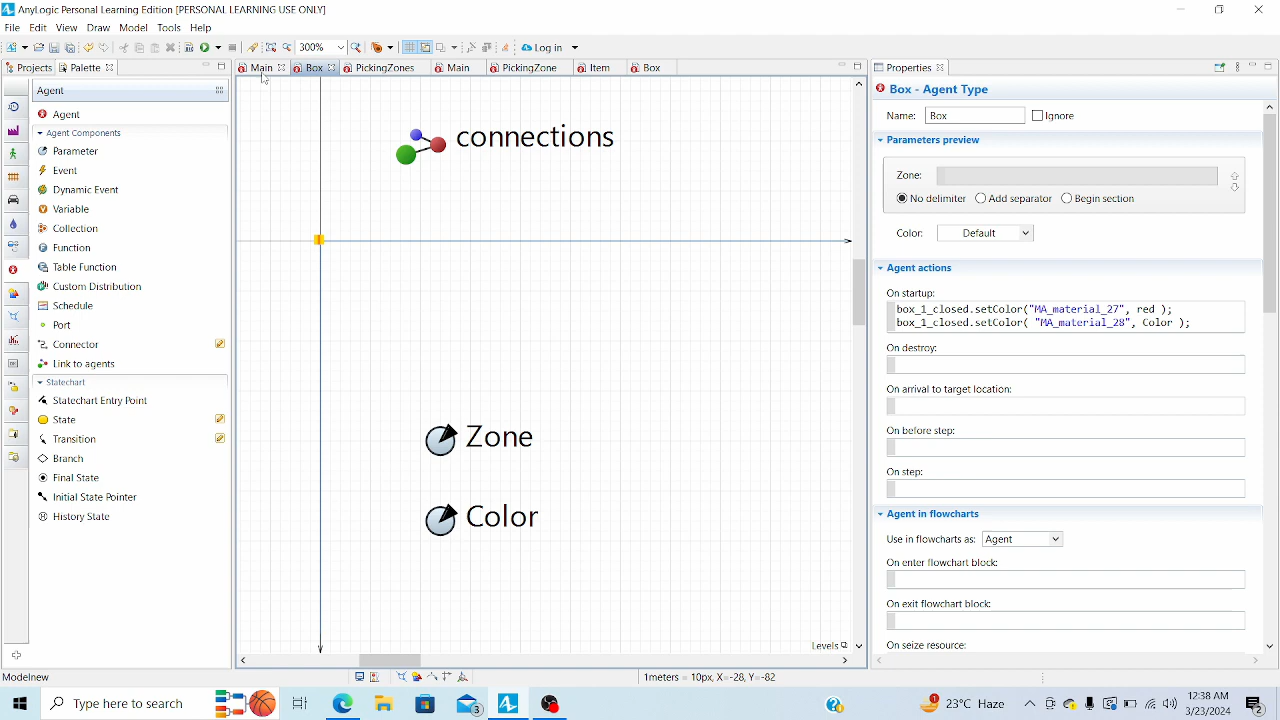 AnyLogic Personal Learning Edition [PERSONAL LEARNING USE ONLY]
File Edit View Draw Model Tools Help
300% Log in
Projects Palette Main Box PickingZones Main PickingZone Item Box Properties
Agent
Agent
Agent Components
Parameter
Event
Dynamic Event
Variable
Collection
Function
Table Function
Custom Distribution
Schedule
Port
Connector
Link to agents
Statechart
Statechart Entry Point
State
Transition
Branch
Final State
Initial State Pointer
History State
connections
Zone
Color
Levels
Box - Agent Type
Name: Box Ignore
Parameters preview
Zone:
No delimiter Add separator Begin section
Color: Default
Agent actions
On startup:
box_1_closed.setColor("MA_material_27", red );
box_1_closed.setColor( "MA_material_28", Color );
On destroy:
On arrival to target location:
On before step:
On step:
Agent in flowcharts
Use in flowcharts as: Agent
On enter flowchart block:
On exit flowchart block:
On seize resource:
Modelnew 1meters = 10px, X=-28, Y=-82
Type here to search 3 1 23°C Haze 10:13 AM 3/23/2024 2